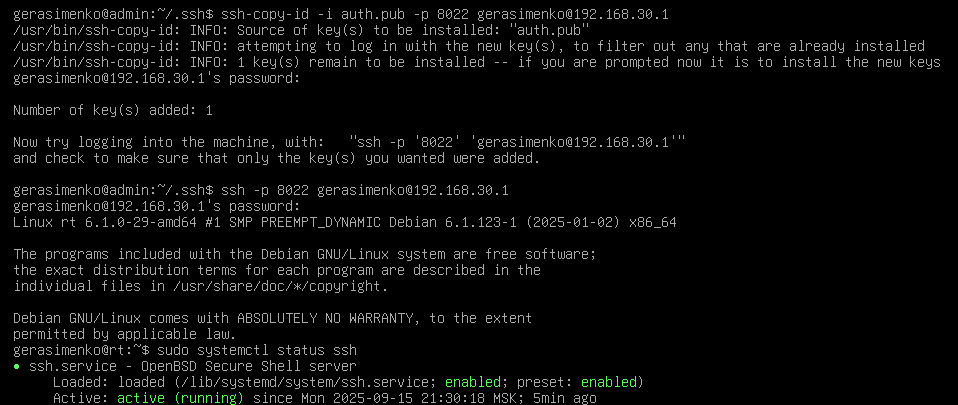 gerasimenko@admin:~/.ssh$ ssh-copy-id -i auth.pub -p 8022 gerasimenko@192.168.30.1
/usr/bin/ssh-copy-id: INFO: Source of key(s) to be installed: "auth.pub"
/usr/bin/ssh-copy-id: INFO: attempting to log in with the new key(s), to filter out any that are already installed
/usr/bin/ssh-copy-id: INFO: 1 key(s) remain to be installed -- if you are prompted now it is to install the new keys
gerasimenko@192.168.30.1's password:
Number of key(s) added: 1
Now try logging into the machine, with:   "ssh -p '8022' 'gerasimenko@192.168.30.1'"
and check to make sure that only the key(s) you wanted were added.
gerasimenko@admin:~/.ssh$ ssh -p 8022 gerasimenko@192.168.30.1
gerasimenko@192.168.30.1's password:
Linux rt 6.1.0-29-amd64 #1 SMP PREEMPT_DYNAMIC Debian 6.1.123-1 (2025-01-02) x86_64
The programs included with the Debian GNU/Linux system are free software;
the exact distribution terms for each program are described in the
individual files in /usr/share/doc/*/copyright.
Debian GNU/Linux comes with ABSOLUTELY NO WARRANTY, to the extent
permitted by applicable law.
gerasimenko@rt:~$ sudo systemctl status ssh
• ssh.service - OpenBSD Secure Shell server
     Loaded: loaded (/lib/systemd/system/ssh.service; enabled; preset: enabled)
     Active: active (running) since Mon 2025-09-15 21:30:18 MSK; 5min ago